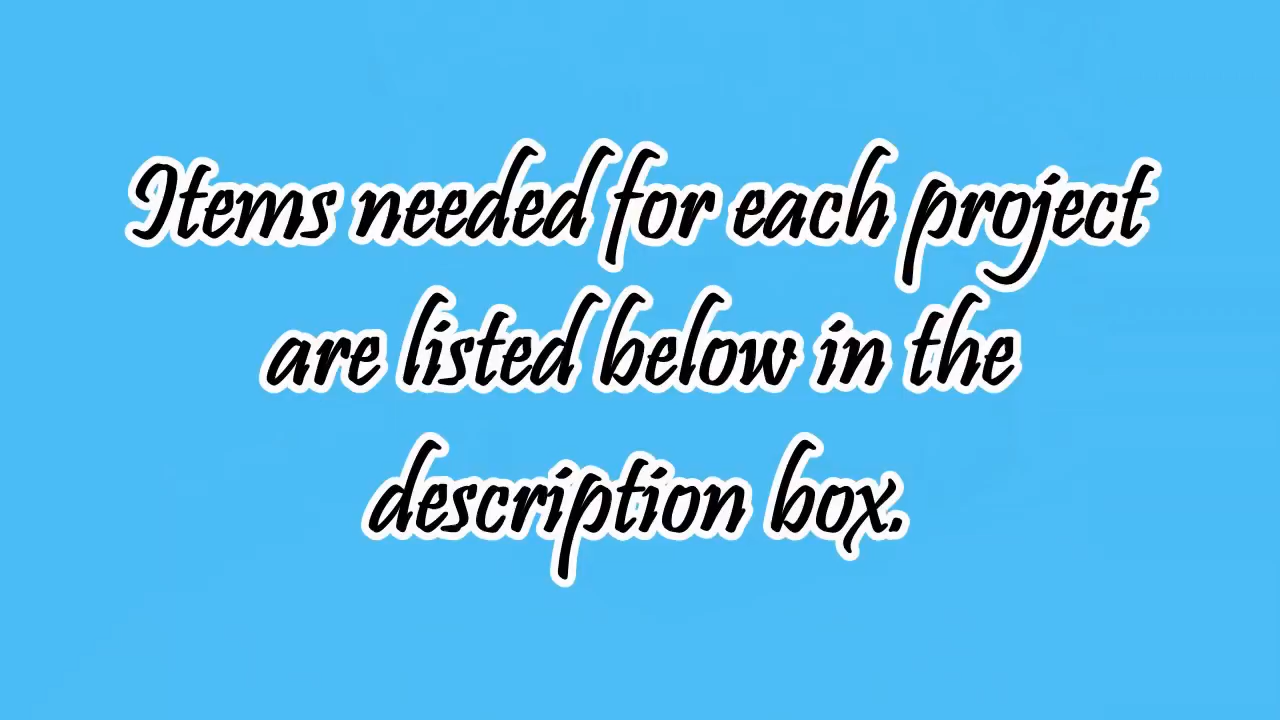 Items needed for each project
are listed below in the
description box.